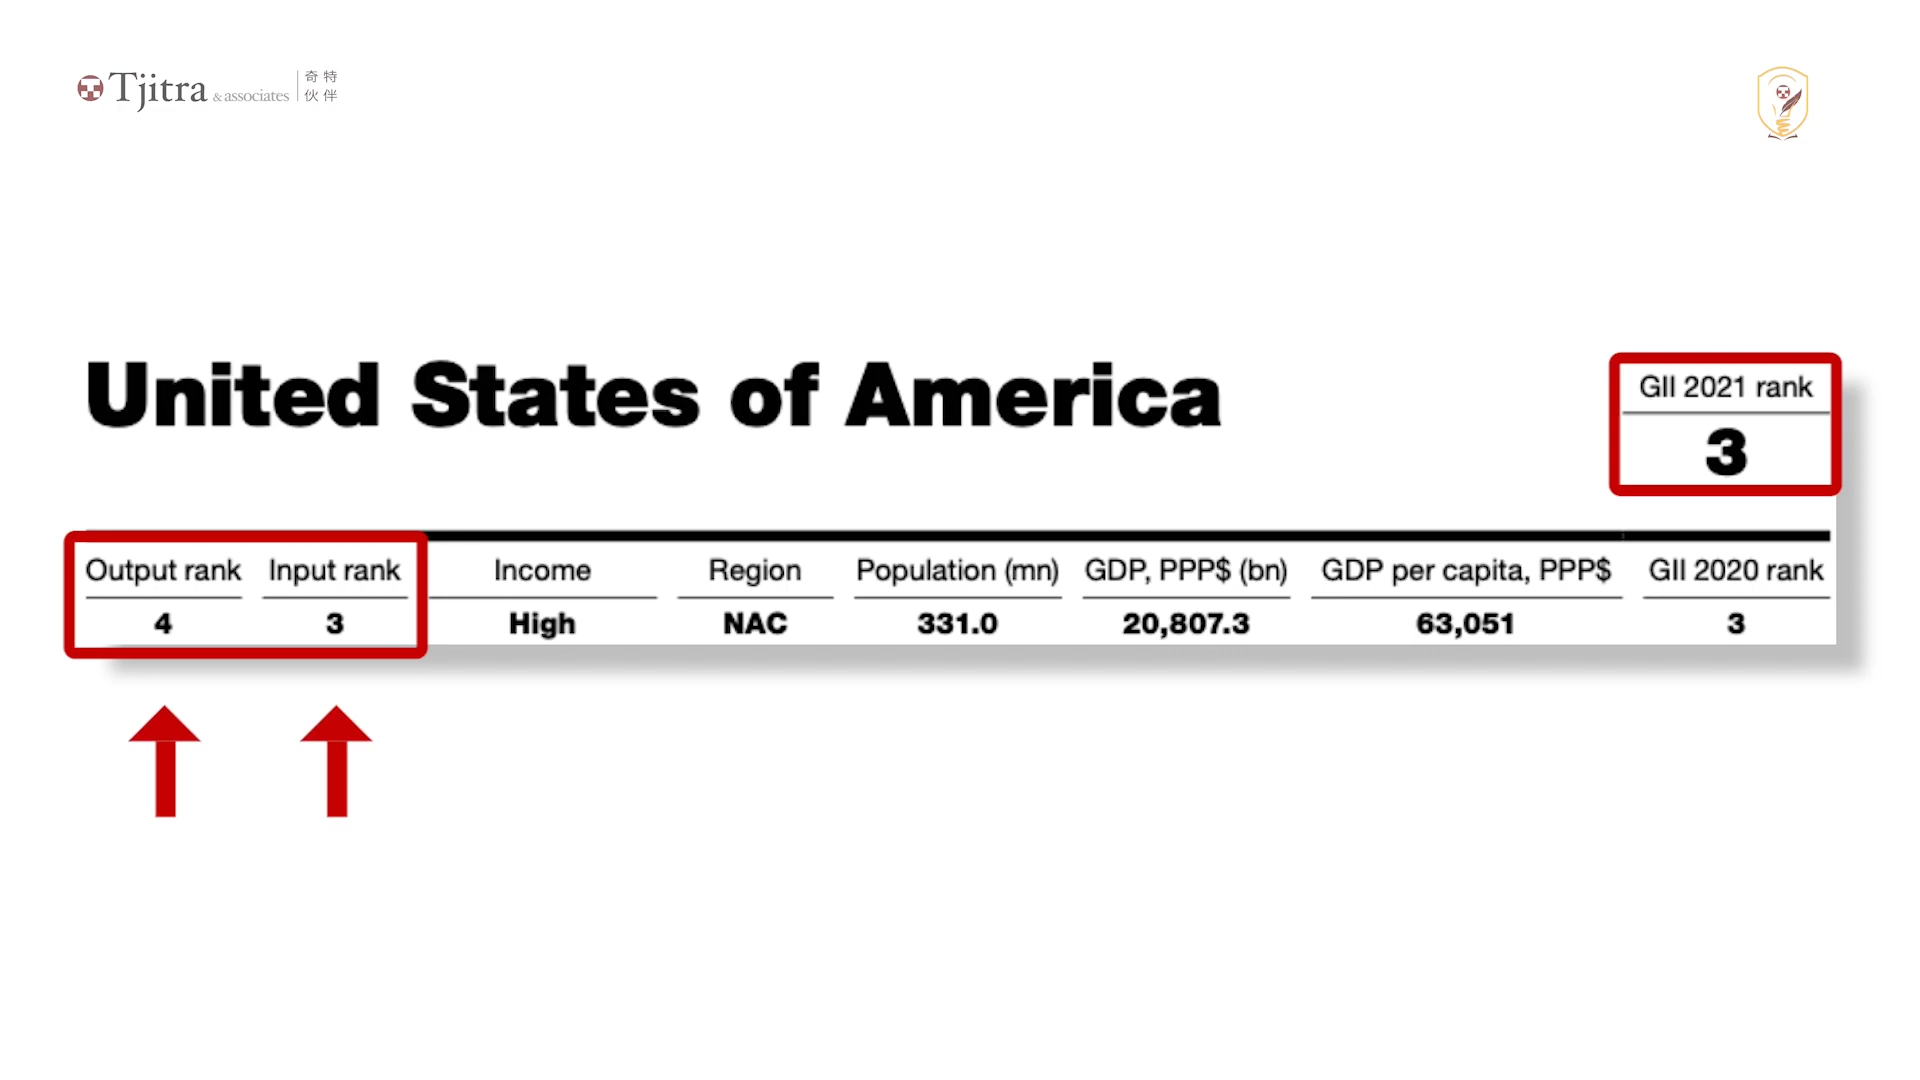 Tjitra & associates
奇特
伙伴
United States of America
GII 2021 rank
3
Output rank Input rank Income Region Population (mn) GDP, PPP$ (bn) GDP per capita, PPP$ GII 2020 rank
4 3 High NAC 331.0 20,807.3 63,051 3